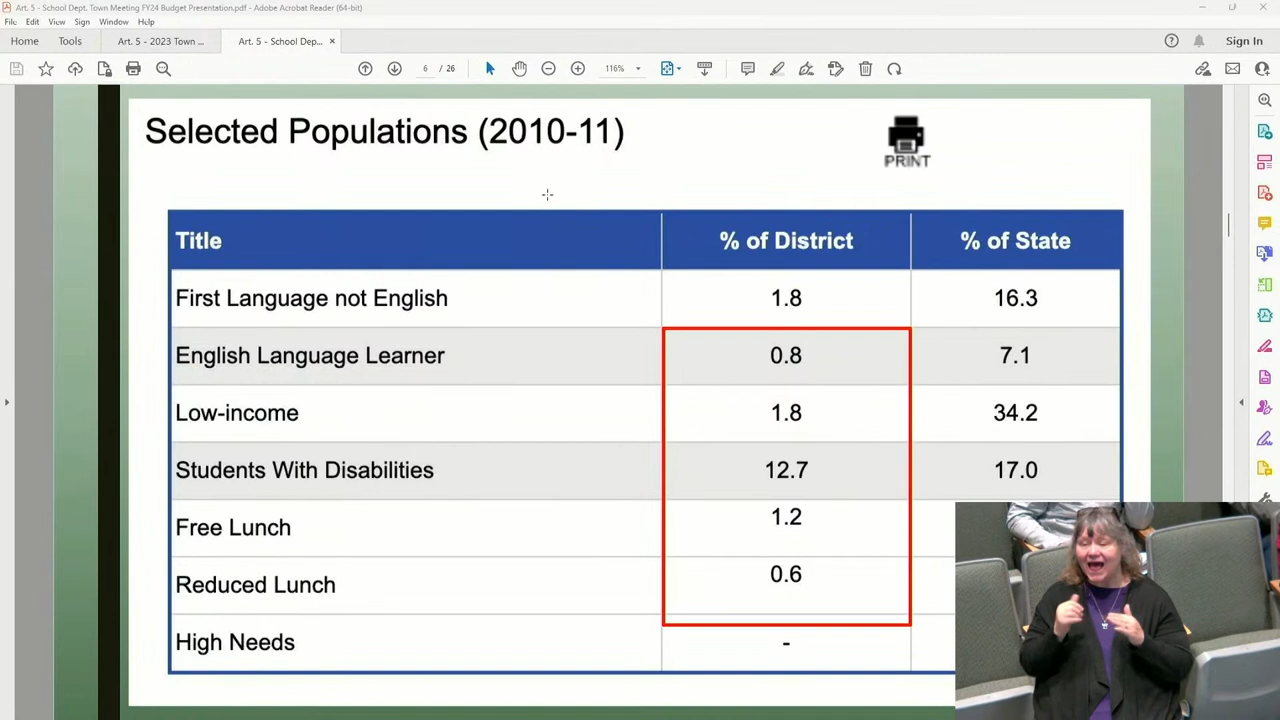 Art. 5 - School Dept. Town Meeting FY24 Budget Presentation.pdf - Adobe Acrobat Reader (64-bit)
File Edit View Sign Window Help
Home Tools Art. 5 - 2023 Town ... Art. 5 - School Dep... × Sign In
6 / 26 116%
Selected Populations (2010-11)
PRINT
Title % of District % of State
First Language not English 1.8 16.3
English Language Learner 0.8 7.1
Low-income 1.8 34.2
Students With Disabilities 12.7 17.0
Free Lunch 1.2
Reduced Lunch 0.6
High Needs -